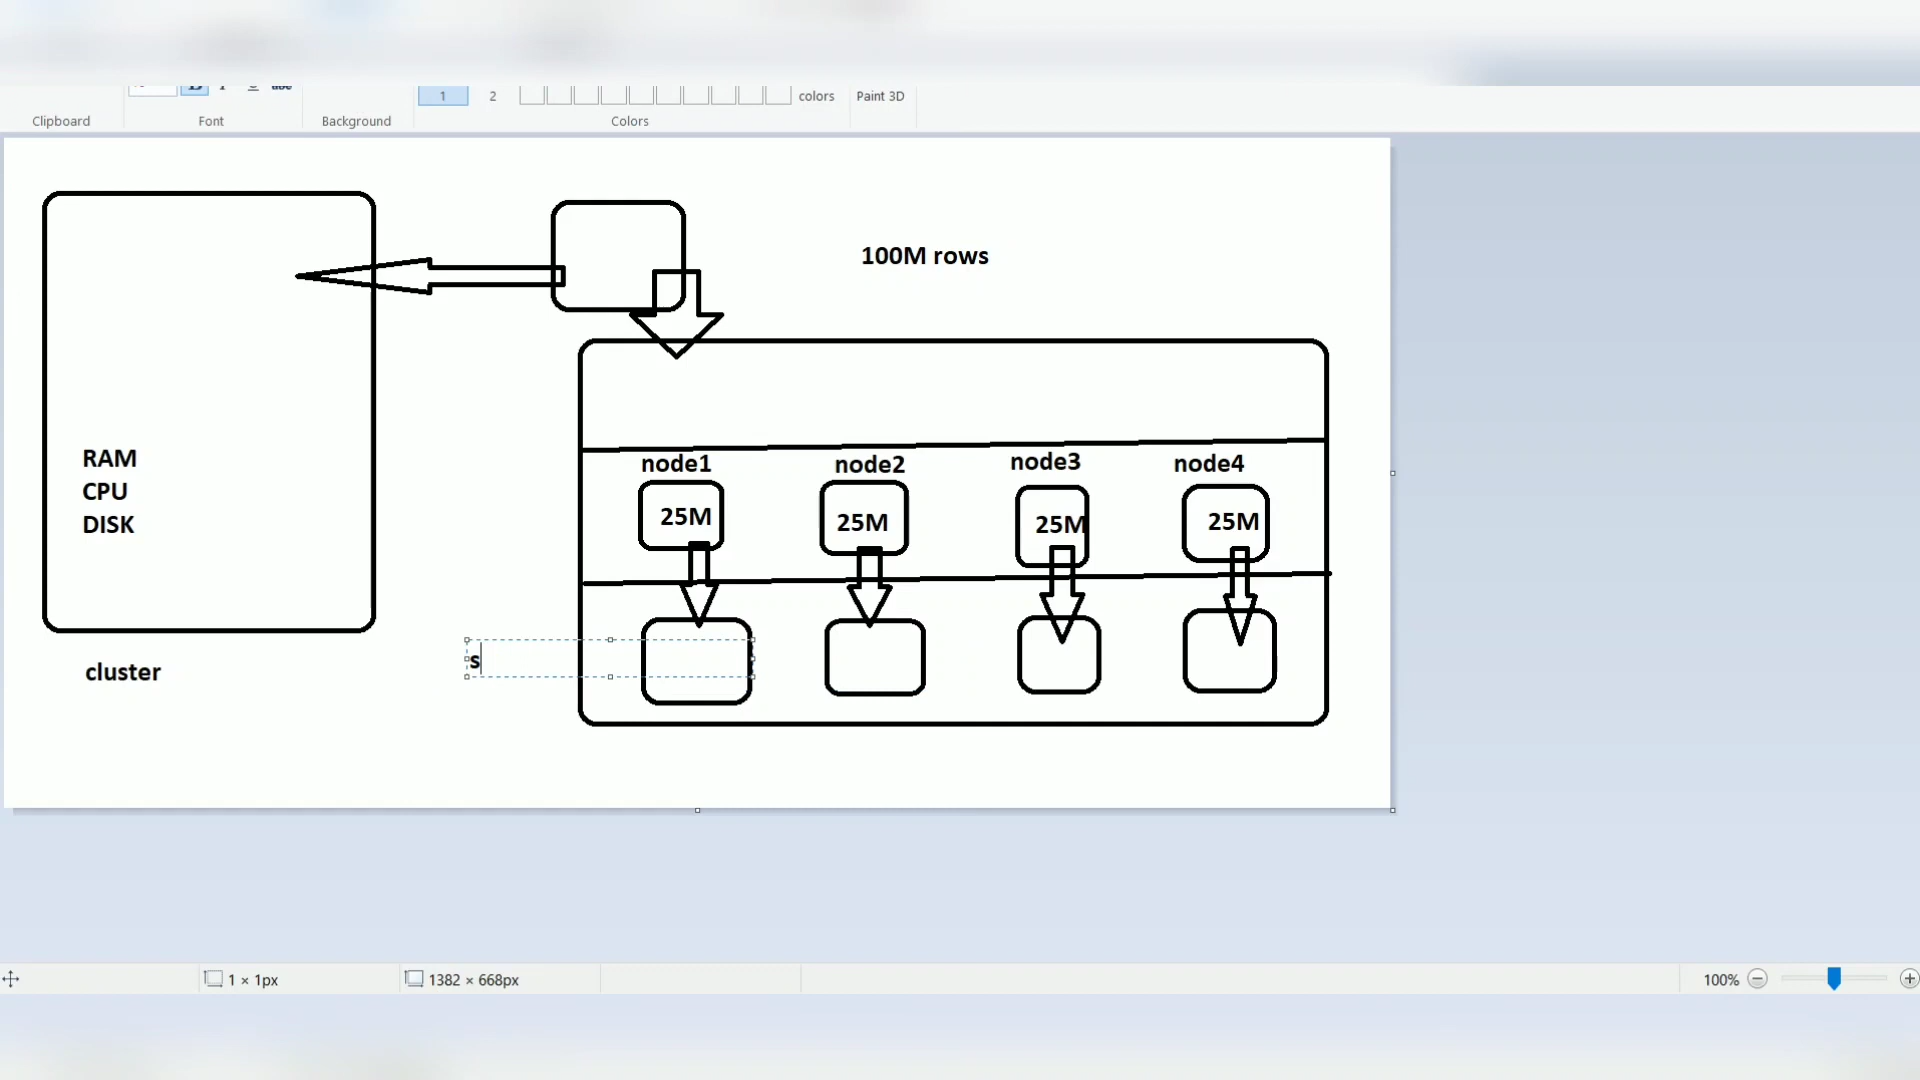 1
2
colors
Paint 3D
Clipboard
Font
Background
Colors
100M rows
RAM
CPU
DISK
cluster
node1
node2
node3
node4
25M
25M
25M
25M
s
1 × 1px
1382 × 668px
100%